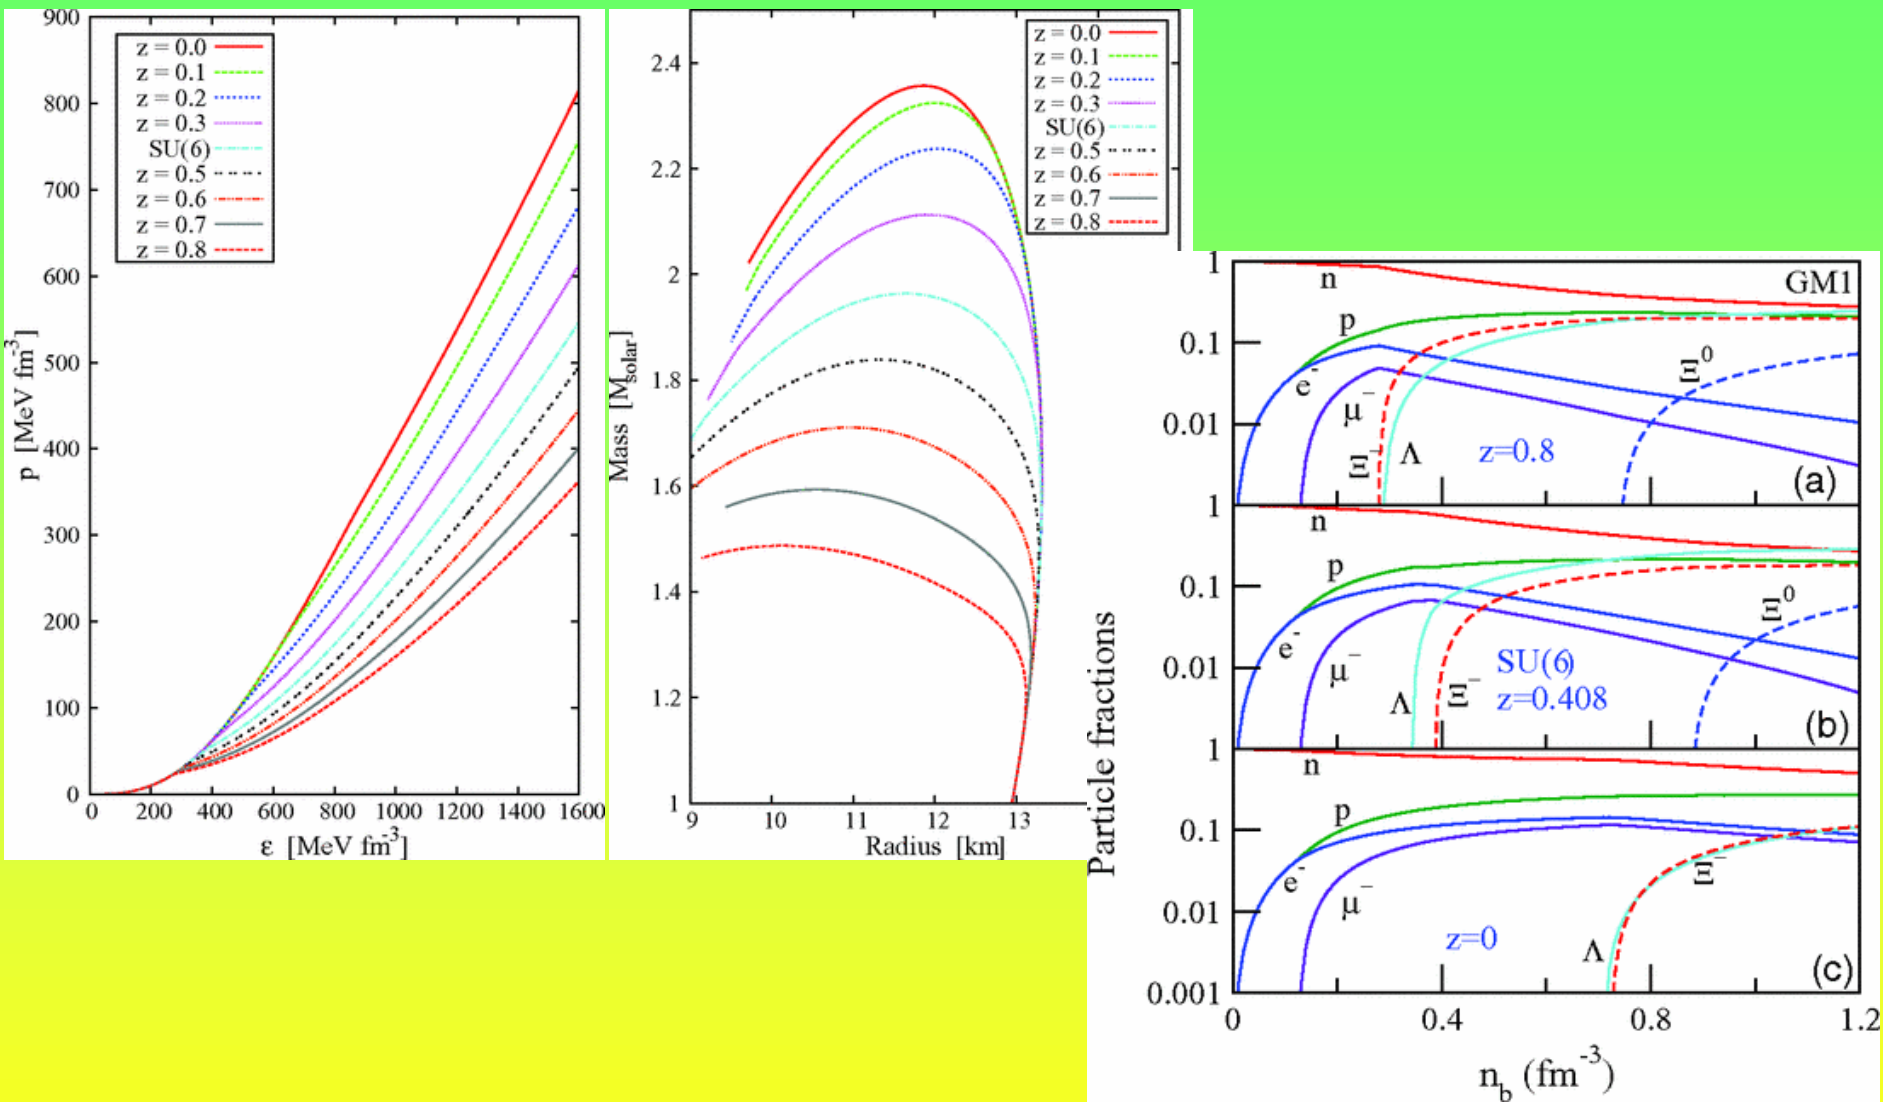 900
800
700
600
500
400
300
200
100
0
p [MeV fm-3]
z = 0.0
z = 0.1
z = 0.2
z = 0.3
SU(6)
z = 0.5
z = 0.6
z = 0.7
z = 0.8
0 200 400 600 800 1000 1200 1400 1600
ε [MeV fm-3]
2.4
2.2
2
1.8
1.6
1.4
1.2
1
Mass [Msolar]
z = 0.0
z = 0.1
z = 0.2
z = 0.3
SU(6)
z = 0.5
z = 0.6
z = 0.7
z = 0.8
9 10 11 12 13
Radius [km]
Particle fractions
1
0.1
0.01
n
GM1
p
e-
μ−
Ξ−
Λ
Ξ0
z=0.8
(a)
1
0.1
0.01
n
p
e-
μ−
Λ
Ξ−
Ξ0
SU(6)
z=0.408
(b)
1
0.1
0.01
0.001
n
p
e-
μ−
Λ
Ξ−
z=0
(c)
0 0.4 0.8 1.2
nb (fm-3)